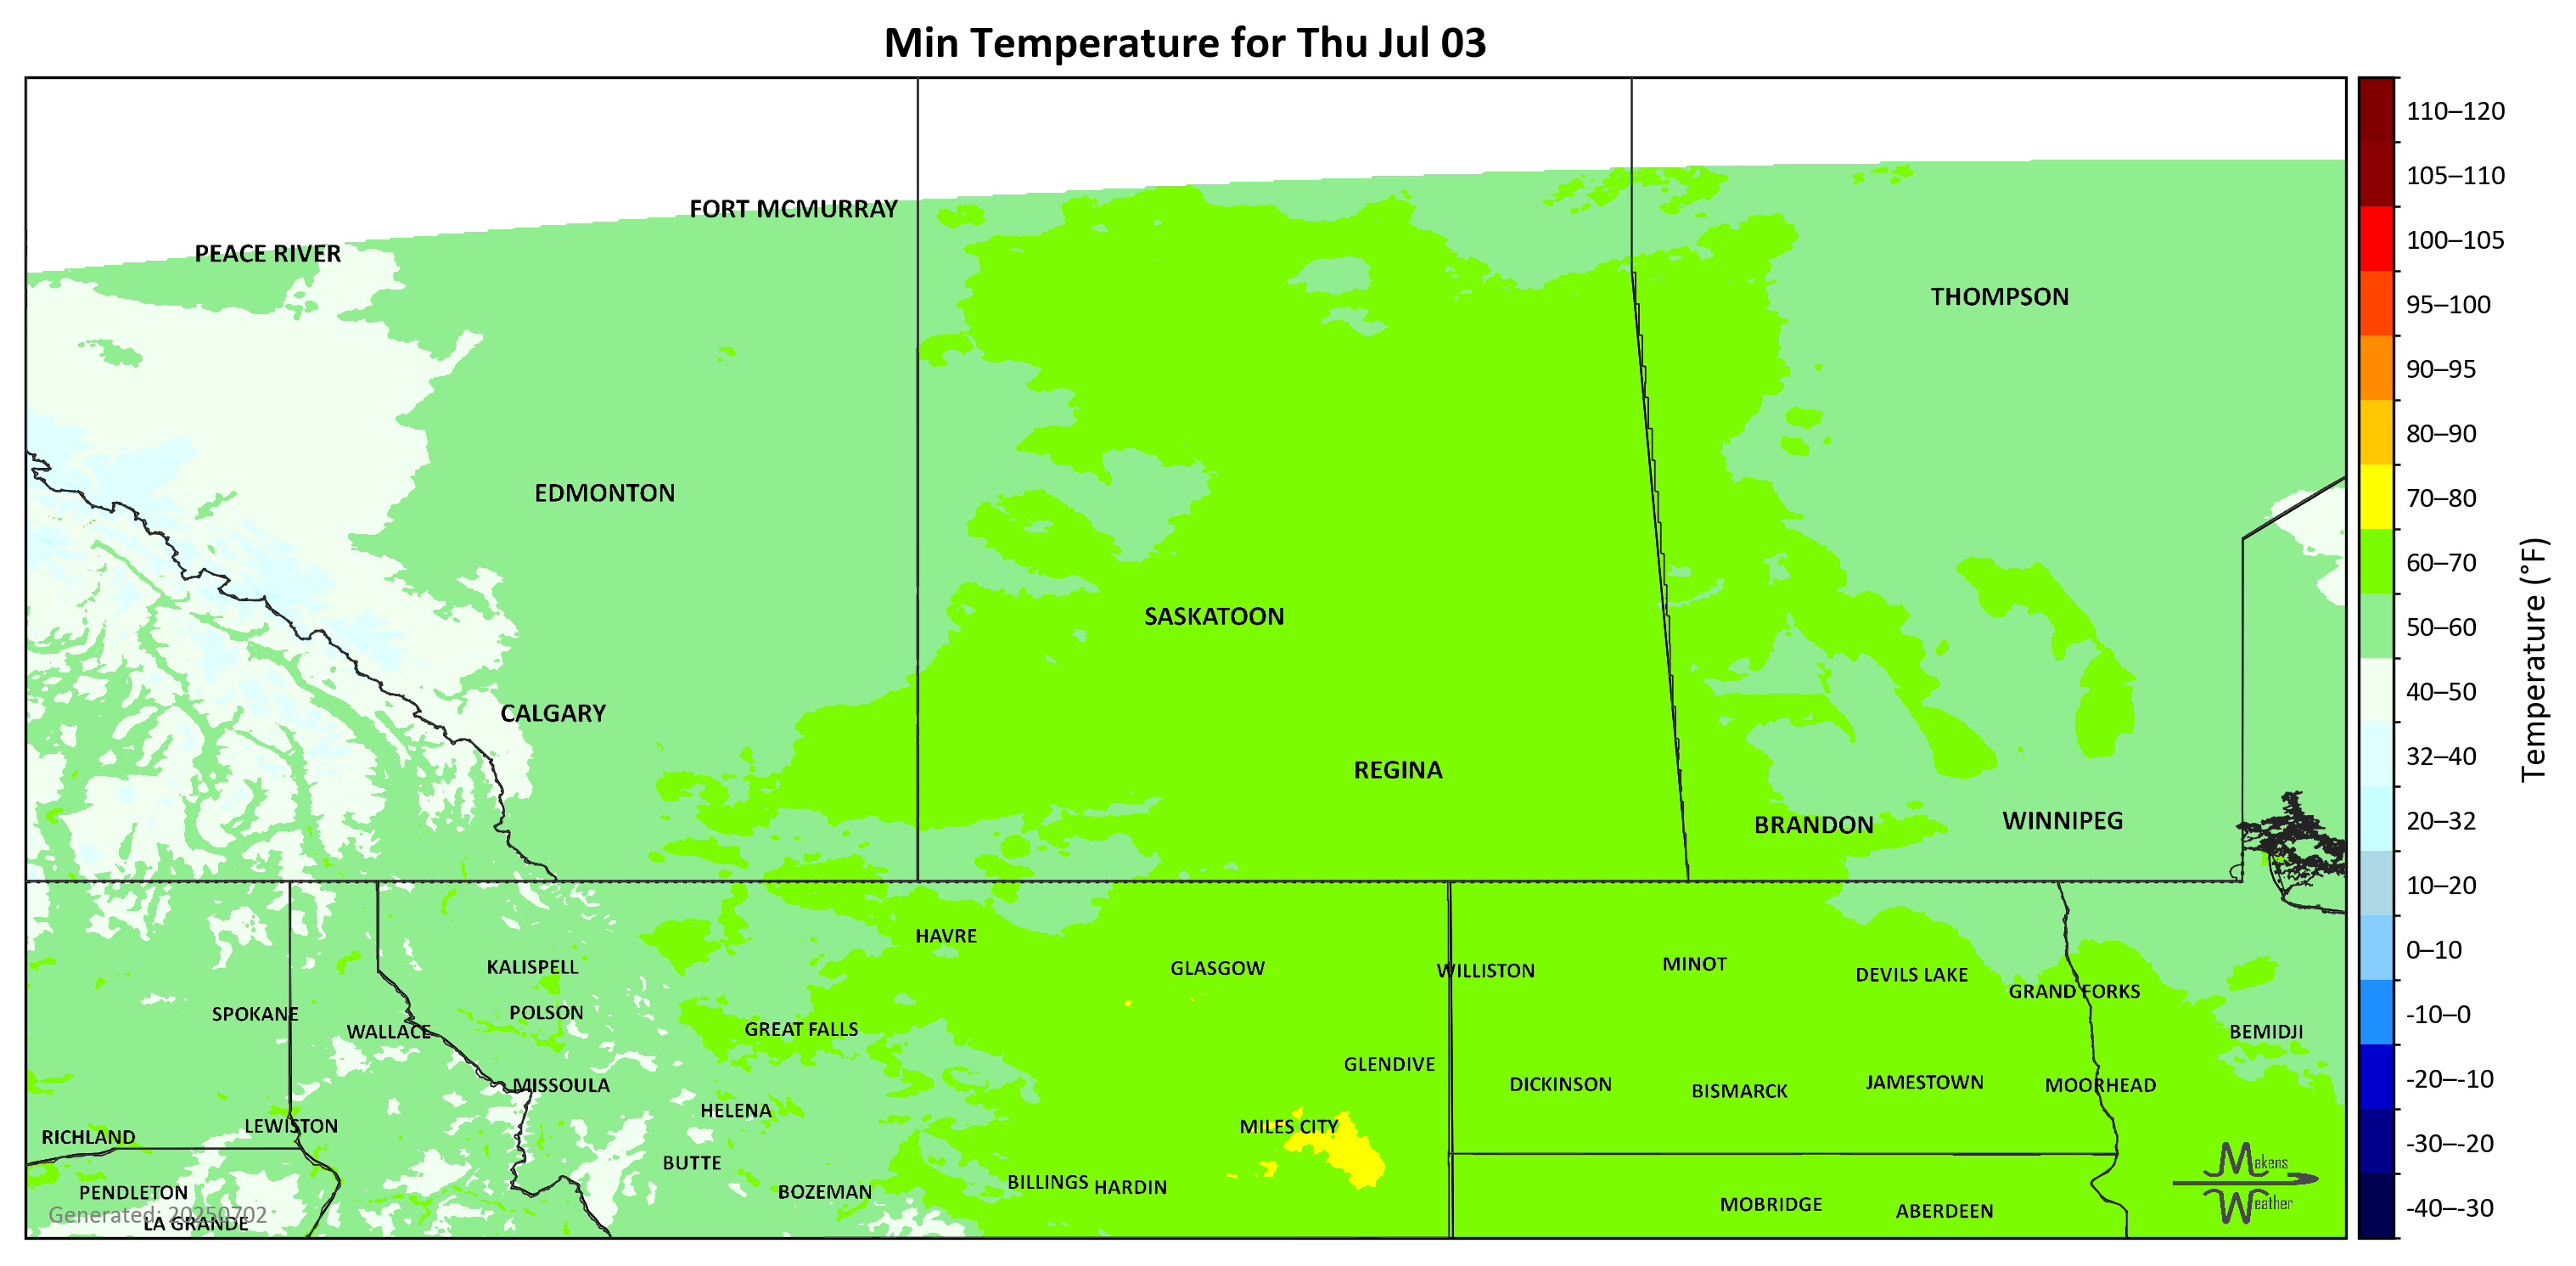 Min Temperature for Thu Jul 03
110–120
105–110
100–105
95–100
90–95
80–90
70–80
60–70
50–60
40–50
32–40
20–32
10–20
0–10
-10–0
-20–-10
-30–-20
-40–-30
Temperature (°F)
FORT MCMURRAY
PEACE RIVER
THOMPSON
EDMONTON
SASKATOON
CALGARY
REGINA
BRANDON
WINNIPEG
HAVRE
KALISPELL
GLASGOW
WILLISTON
MINOT
DEVILS LAKE
GRAND FORKS
SPOKANE
POLSON
WALLACE
GREAT FALLS
BEMIDJI
GLENDIVE
MISSOULA
DICKINSON
BISMARCK
JAMESTOWN
MOORHEAD
HELENA
LEWISTON
MILES CITY
RICHLAND
BUTTE
BILLINGS
HARDIN
PENDLETON
BOZEMAN
MOBRIDGE
ABERDEEN
Generated: 20250702
LA GRANDE
Makens
Weather